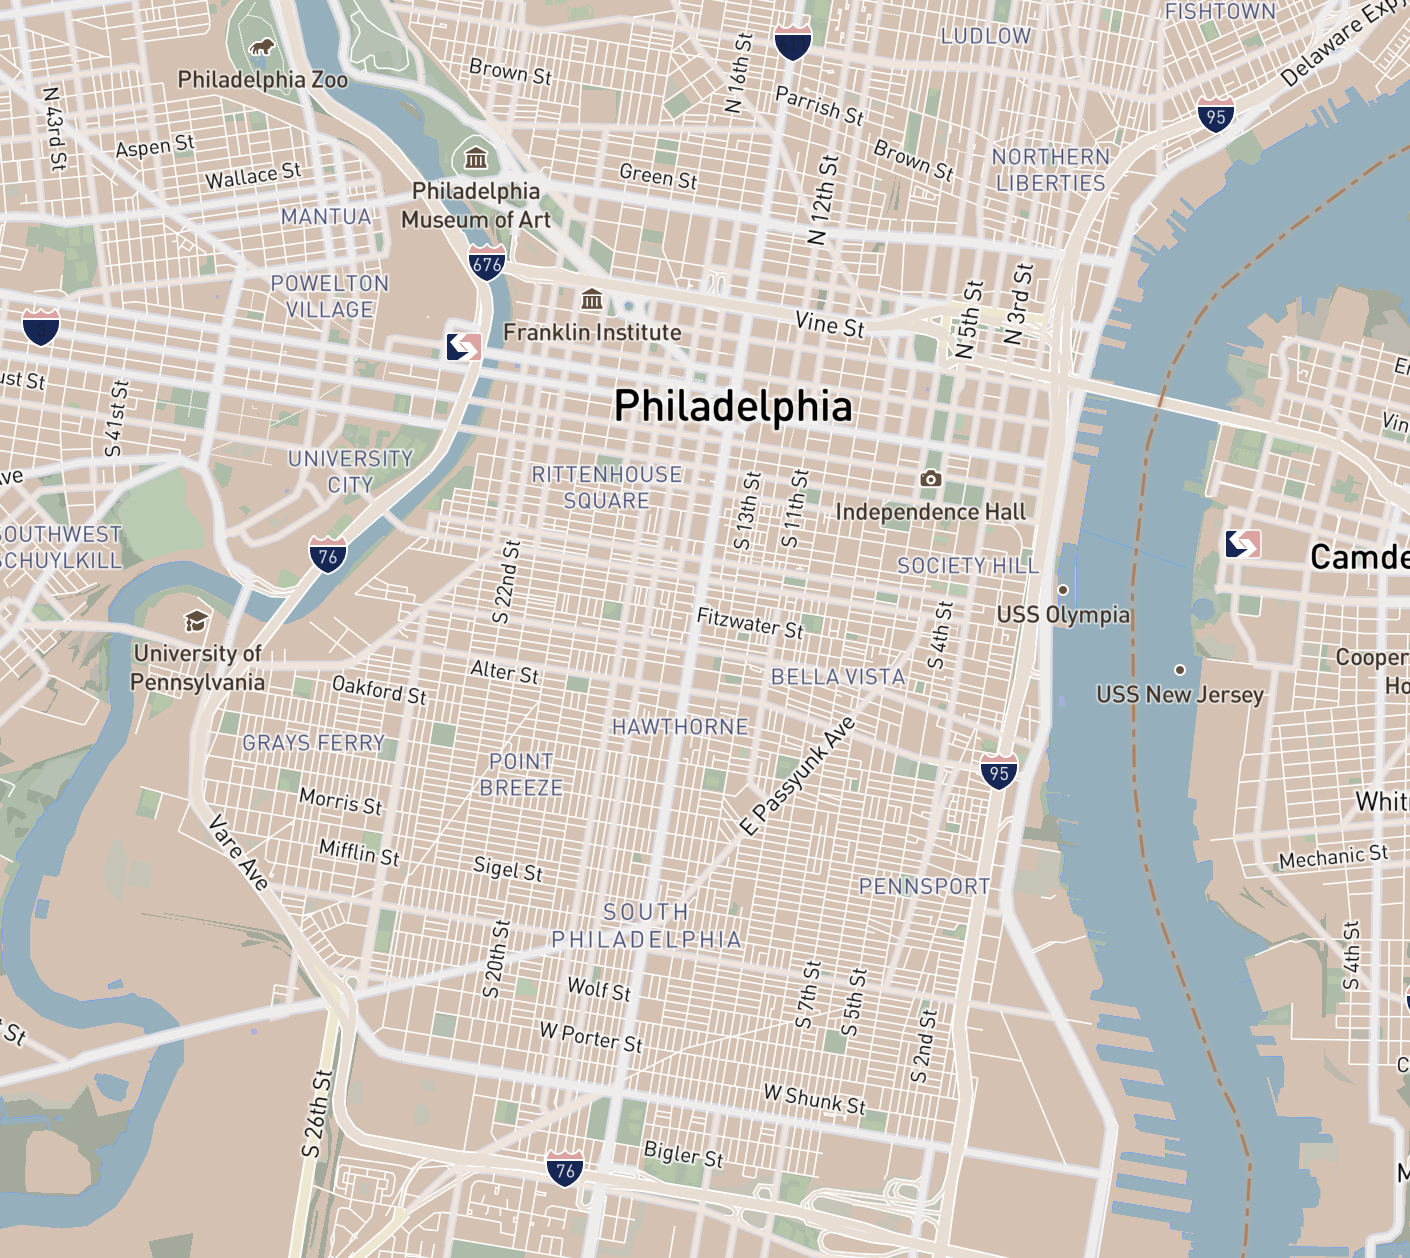 FISHTOWN
LUDLOW
Delaware Expy
N 16th St
Brown St
Philadelphia Zoo
Parrish St
95
N 43rd St
Aspen St
Brown St
NORTHERN
LIBERTIES
Wallace St
Green St
N 12th St
Philadelphia
Museum of Art
MANTUA
676
POWELTON
VILLAGE
N 5th St
N 3rd St
Franklin Institute
Vine St
ust St
S 41st St
Philadelphia
Vin
UNIVERSITY
CITY
RITTENHOUSE
SQUARE
S 13th St
S 11th St
Independence Hall
Ave
OUTHWEST
CHUYLKILL
76
S 22nd St
SOCIETY HILL
Camde
USS Olympia
Fitzwater St
S 4th St
University of
Pennsylvania
Alter St
Oakford St
BELLA VISTA
Cooper
Ho
USS New Jersey
GRAYS FERRY
HAWTHORNE
POINT
BREEZE
E Passyunk Ave
95
Morris St
Whit
Vare Ave
Mifflin St
Sigel St
Mechanic St
PENNSPORT
SOUTH
PHILADELPHIA
S 20th St
S 4th St
Wolf St
S 7th St
S 5th St
W Porter St
S 2nd St
t St
S 26th St
W Shunk St
Bigler St
76